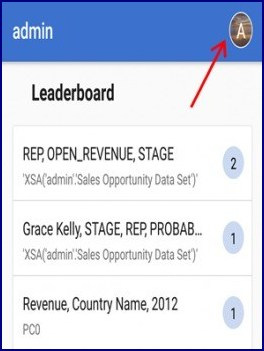 admin
A
Leaderboard
REP, OPEN_REVENUE, STAGE
2
'XSA('admin'.'Sales Opportunity Data Set')'
Grace Kelly, STAGE, REP, PROBAB...
1
'XSA('admin'.'Sales Opportunity Data Set')'
Revenue, Country Name, 2012
1
PC0